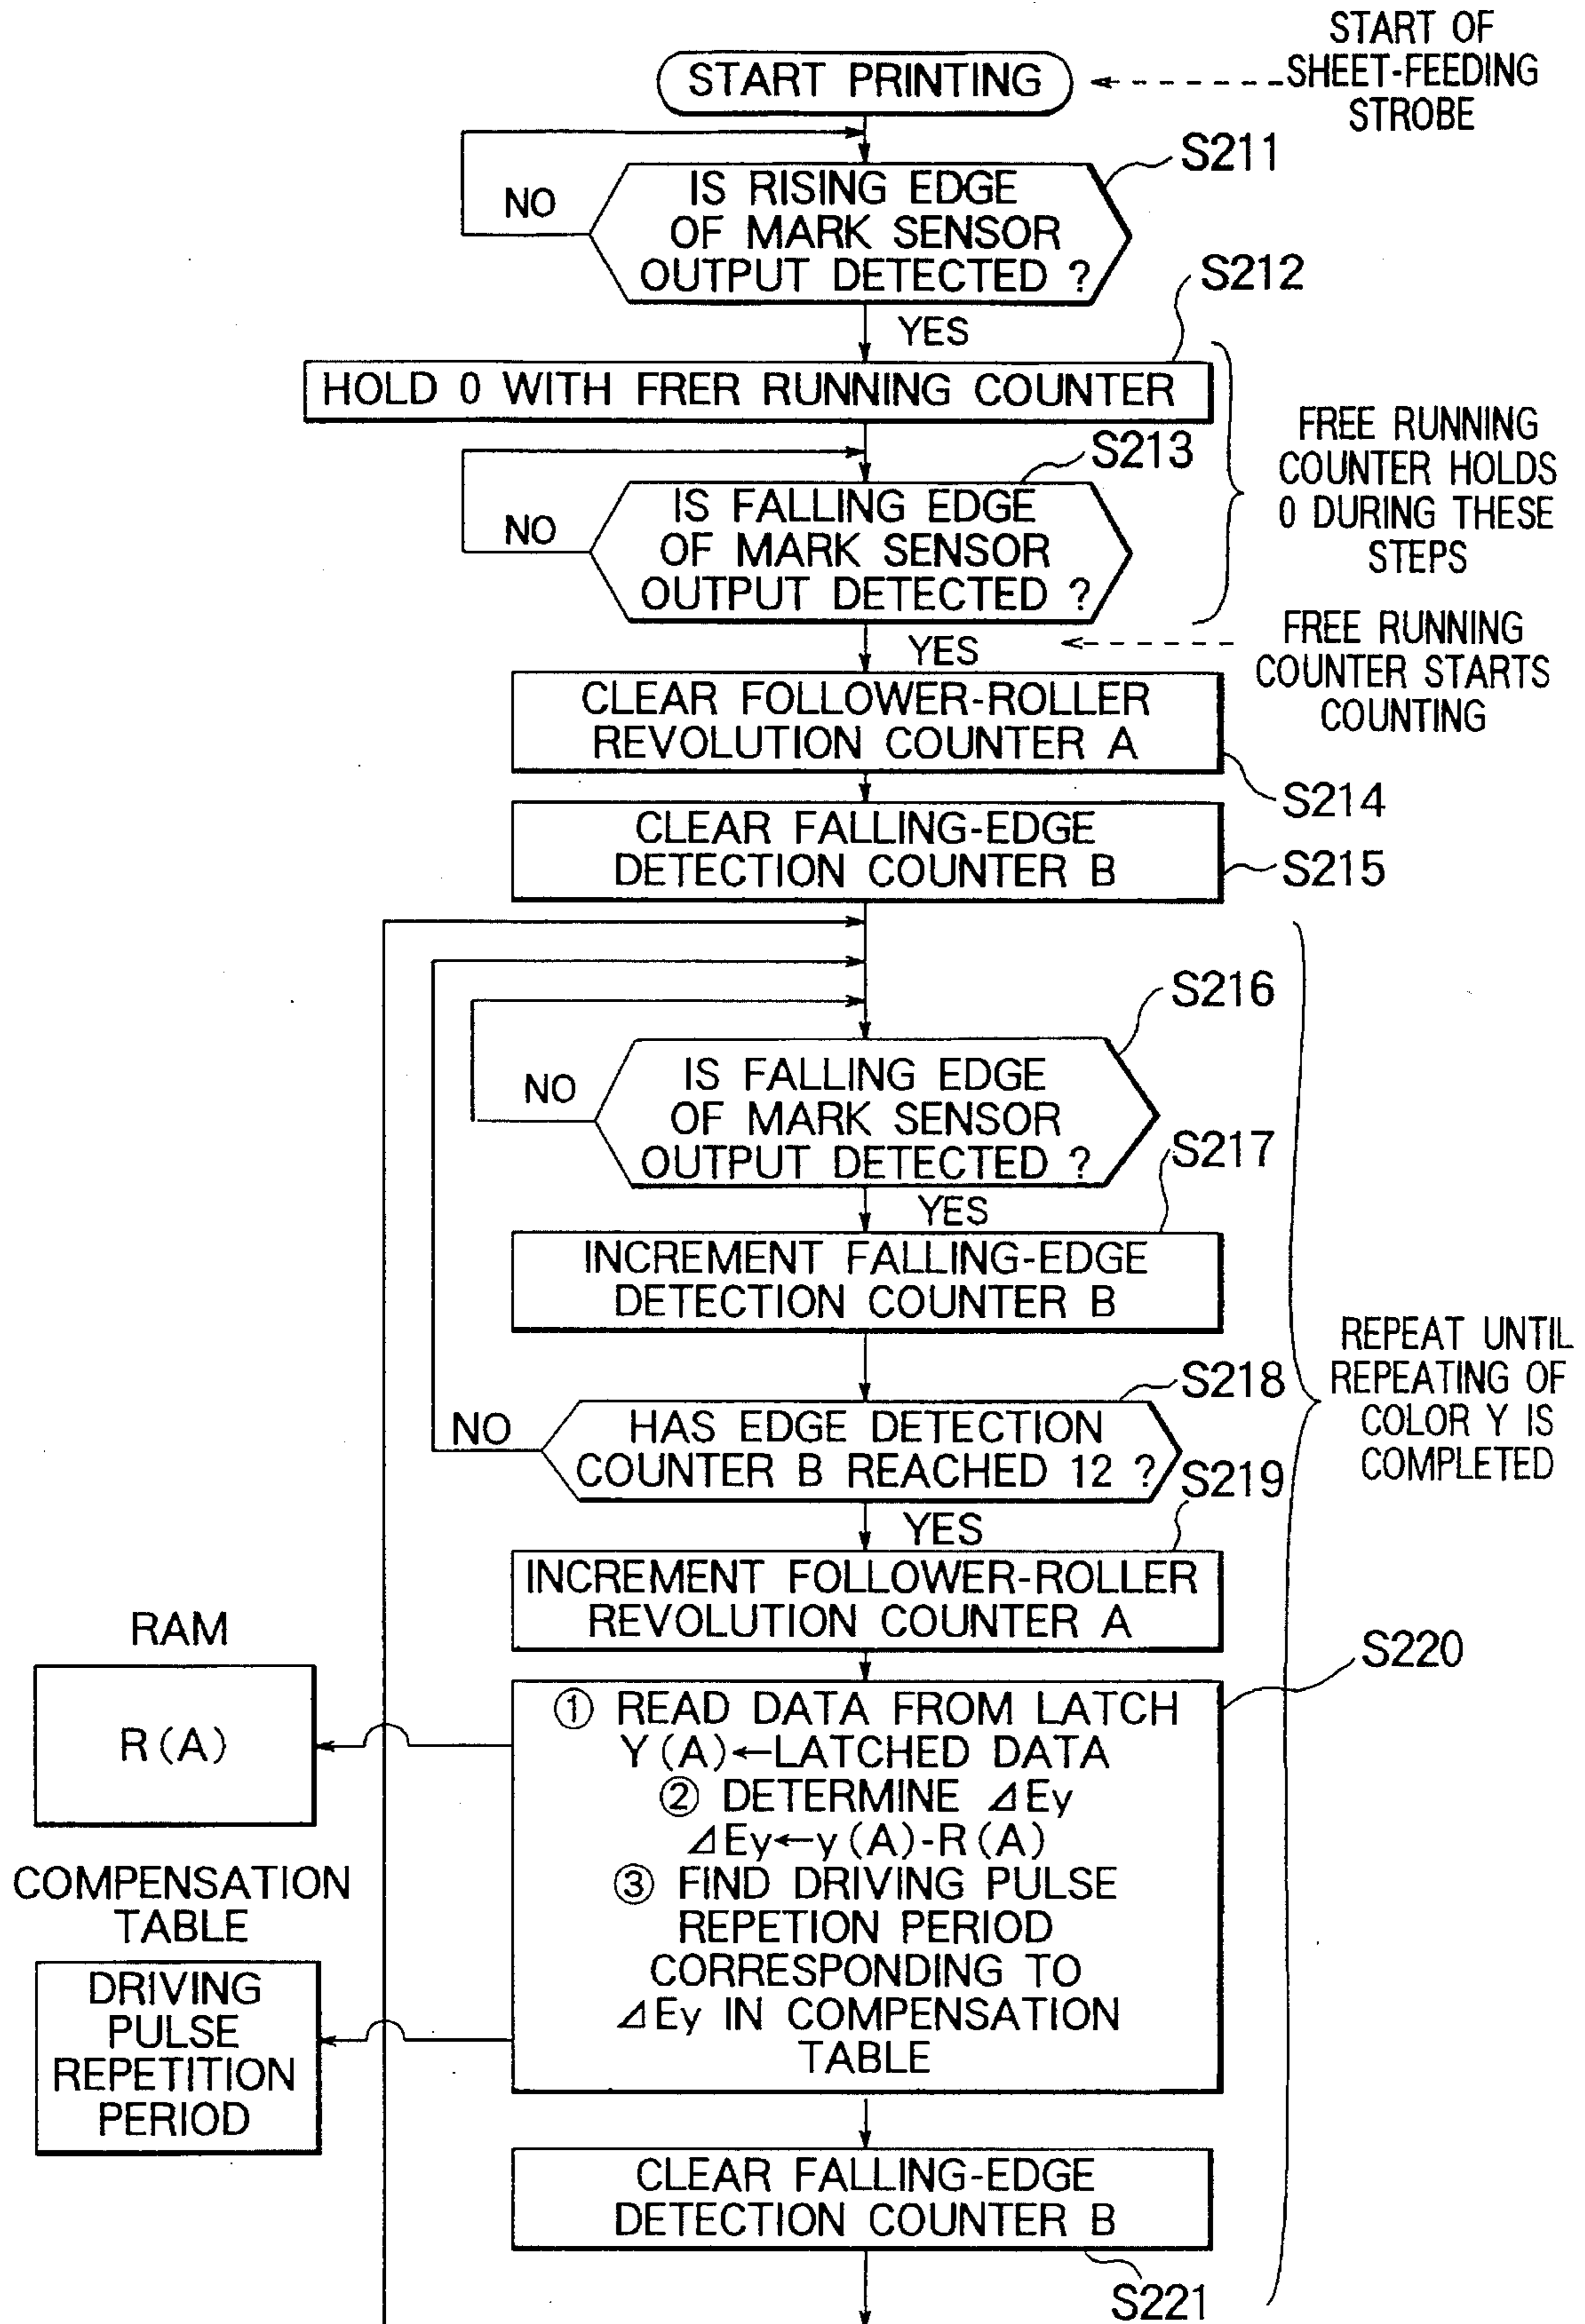 START OF
SHEET-FEEDING
STROBE
START PRINTING
S211
IS RISING EDGE
OF MARK SENSOR
OUTPUT DETECTED ?
NO
S212
YES
HOLD 0 WITH FRER RUNNING COUNTER
S213
FREE RUNNING
COUNTER HOLDS
0 DURING THESE
STEPS
IS FALLING EDGE
OF MARK SENSOR
OUTPUT DETECTED ?
NO
YES
FREE RUNNING
COUNTER STARTS
COUNTING
CLEAR FOLLOWER-ROLLER
REVOLUTION COUNTER A
S214
CLEAR FALLING-EDGE
DETECTION COUNTER B
S215
S216
IS FALLING EDGE
OF MARK SENSOR
OUTPUT DETECTED ?
NO
S217
YES
INCREMENT FALLING-EDGE
DETECTION COUNTER B
REPEAT UNTIL
REPEATING OF
COLOR Y IS
COMPLETED
S218
HAS EDGE DETECTION
COUNTER B REACHED 12 ?
NO
S219
YES
INCREMENT FOLLOWER-ROLLER
REVOLUTION COUNTER A
RAM
R(A)
S220
① READ DATA FROM LATCH
Y(A)←LATCHED DATA
② DETERMINE ⊿Ey
⊿Ey←y(A)-R(A)
③ FIND DRIVING PULSE
REPETION PERIOD
CORRESPONDING TO
⊿Ey IN COMPENSATION
TABLE
COMPENSATION
TABLE
DRIVING
PULSE
REPETITION
PERIOD
CLEAR FALLING-EDGE
DETECTION COUNTER B
S221